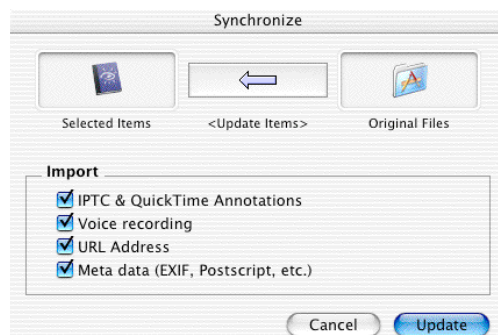 Synchronize
Selected Items <Update Items> Original Files
Import
IPTC & QuickTime Annotations
Voice recording
URL Address
Meta data (EXIF, Postscript, etc.)
Cancel Update